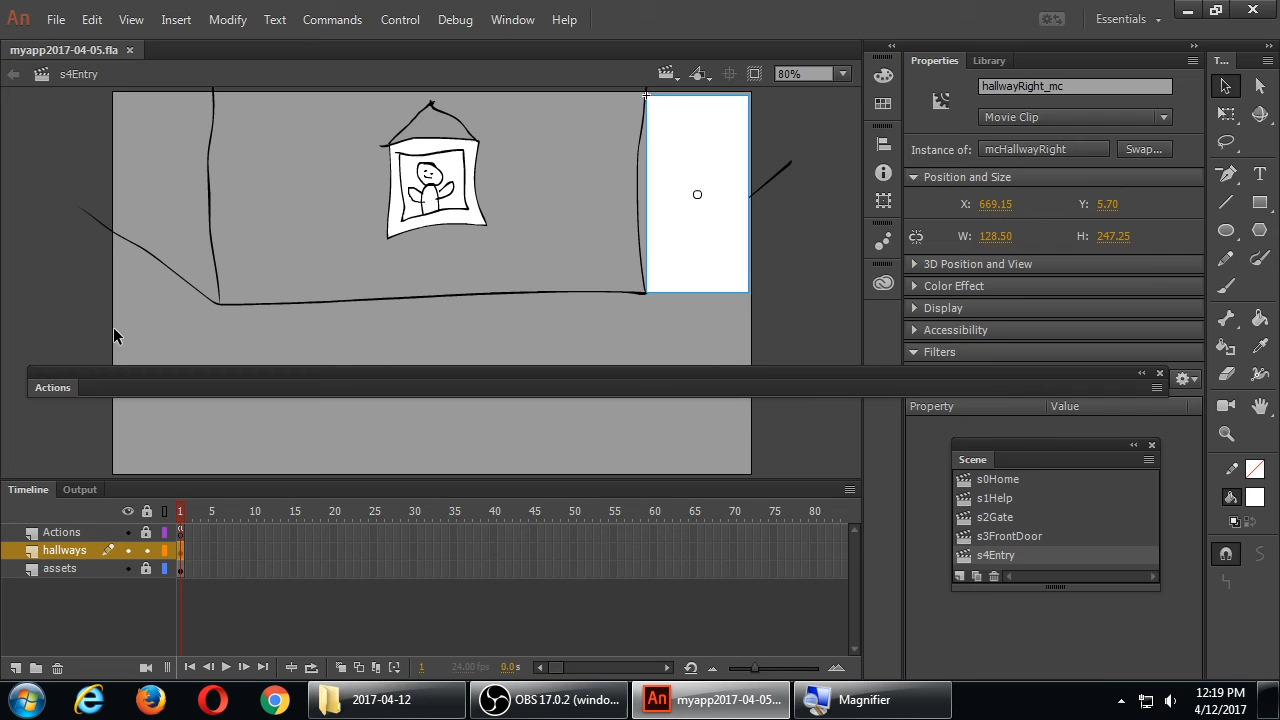 An File Edit View Insert Modify Text Commands Control Debug Window Help Essentials
myapp2017-04-05.fla ×
s4Entry 80%
Properties Library
hallwayRight_mc
Movie Clip
Instance of: mcHallwayRight Swap...
Position and Size
X: 669.15 Y: 5.70
W: 128.50 H: 247.25
3D Position and View
Color Effect
Display
Accessibility
Filters
Property Value
T...
Actions
Scene
s0Home
s1Help
s2Gate
s3FrontDoor
s4Entry
Timeline Output
1 5 10 15 20 25 30 35 40 45 50 55 60 65 70 75 80
Actions
hallways
assets
1 24.00 fps 0.0 s
2017-04-12 OBS 17.0.2 (windo... An myapp2017-04-05... Magnifier
12:19 PM
4/12/2017